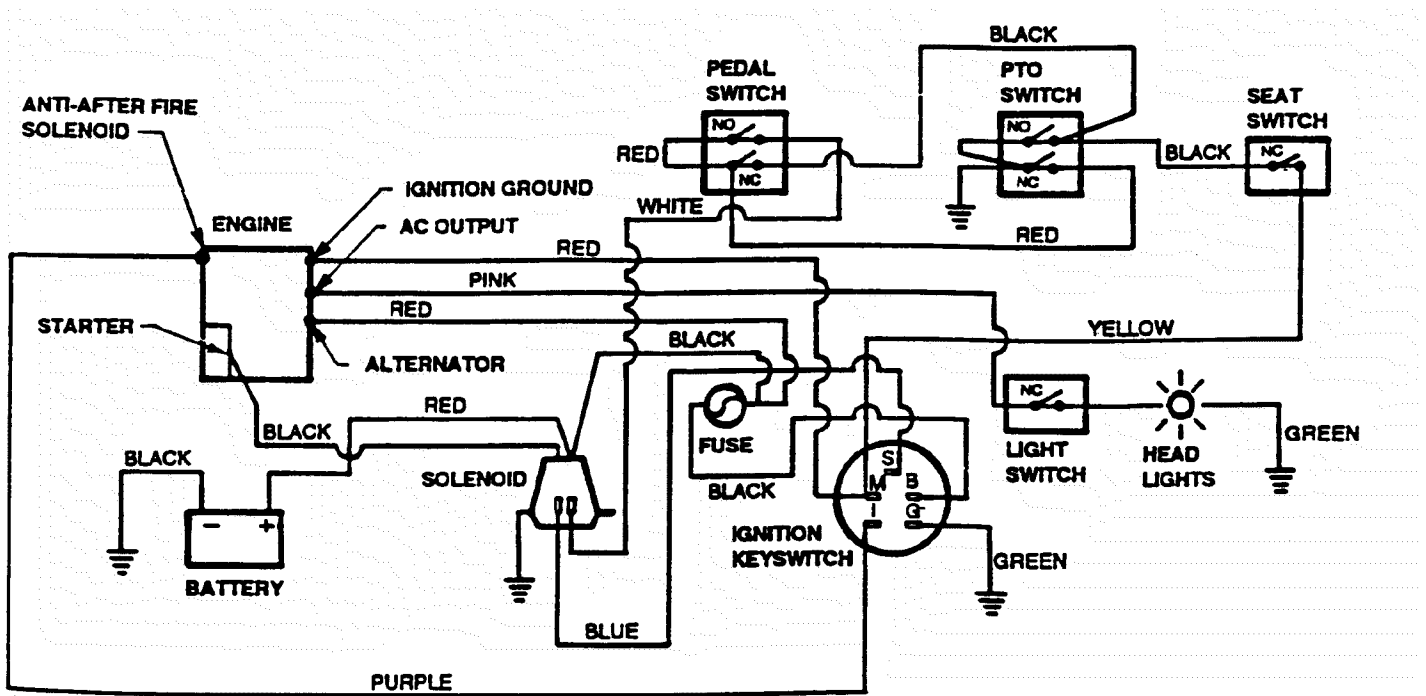 BLACK
PEDAL
SWITCH
PTO
SWITCH
SEAT
SWITCH
ANTI-AFTER FIRE
SOLENOID
NO
NO
RED
NC
NC
BLACK
NC
IGNITION GROUND
WHITE
ENGINE
AC OUTPUT
RED
RED
PINK
RED
STARTER
BLACK
YELLOW
ALTERNATOR
NC
RED
BLACK
FUSE
GREEN
BLACK
SOLENOID
S
LIGHT
SWITCH
HEAD
LIGHTS
BLACK
M
B
I
G
- +
IGNITION
KEYSWITCH
GREEN
BATTERY
BLUE
PURPLE